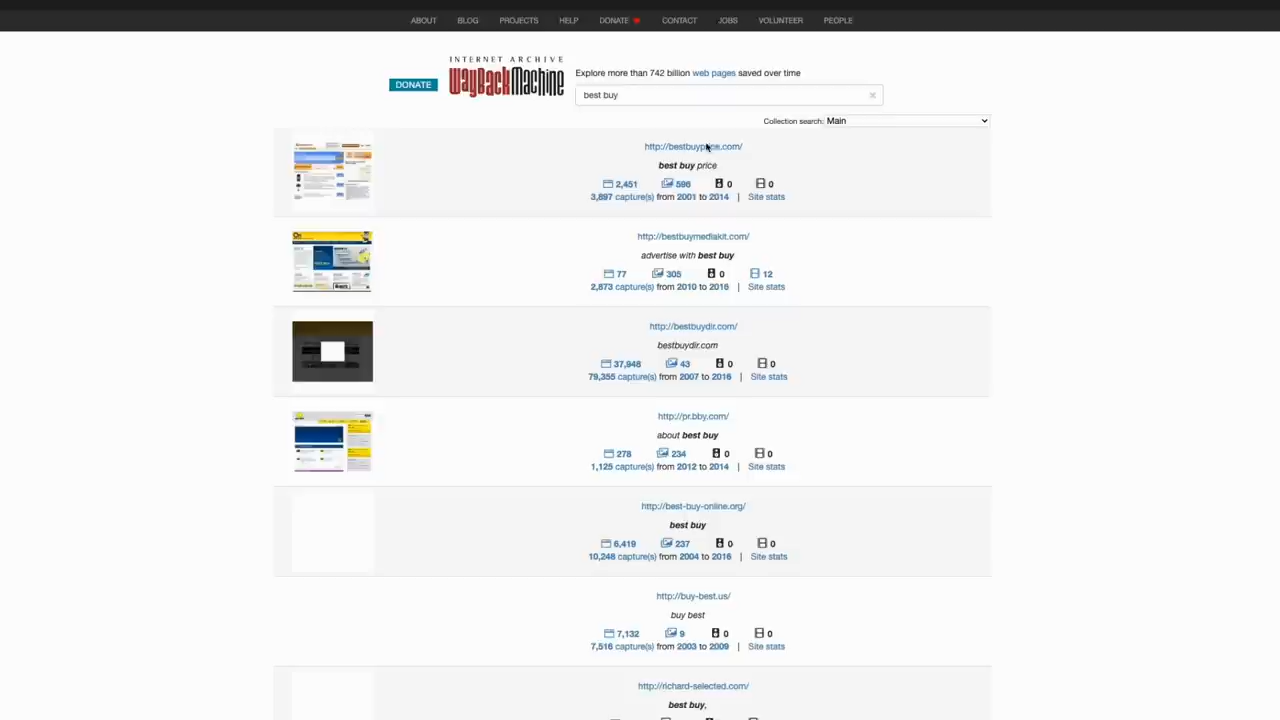 ABOUT BLOG PROJECTS HELP DONATE CONTACT JOBS VOLUNTEER PEOPLE
INTERNET ARCHIVE
WayBackMachine
DONATE
Explore more than 742 billion web pages saved over time
best buy
Collection search: Main
http://bestbuyprice.com/
best buy price
2,451 596 0 0
3,897 capture(s) from 2001 to 2014 | Site stats
http://bestbuymediakit.com/
advertise with best buy
77 305 0 12
2,873 capture(s) from 2010 to 2016 | Site stats
http://bestbuydir.com/
bestbuydir.com
37,948 43 0 0
79,355 capture(s) from 2007 to 2016 | Site stats
http://pr.bby.com/
about best buy
278 234 0 0
1,125 capture(s) from 2012 to 2014 | Site stats
http://best-buy-online.org/
best buy
6,419 237 0 0
10,248 capture(s) from 2004 to 2016 | Site stats
http://buy-best.us/
buy best
7,132 9 0 0
7,516 capture(s) from 2003 to 2009 | Site stats
http://richard-selected.com/
best buy,